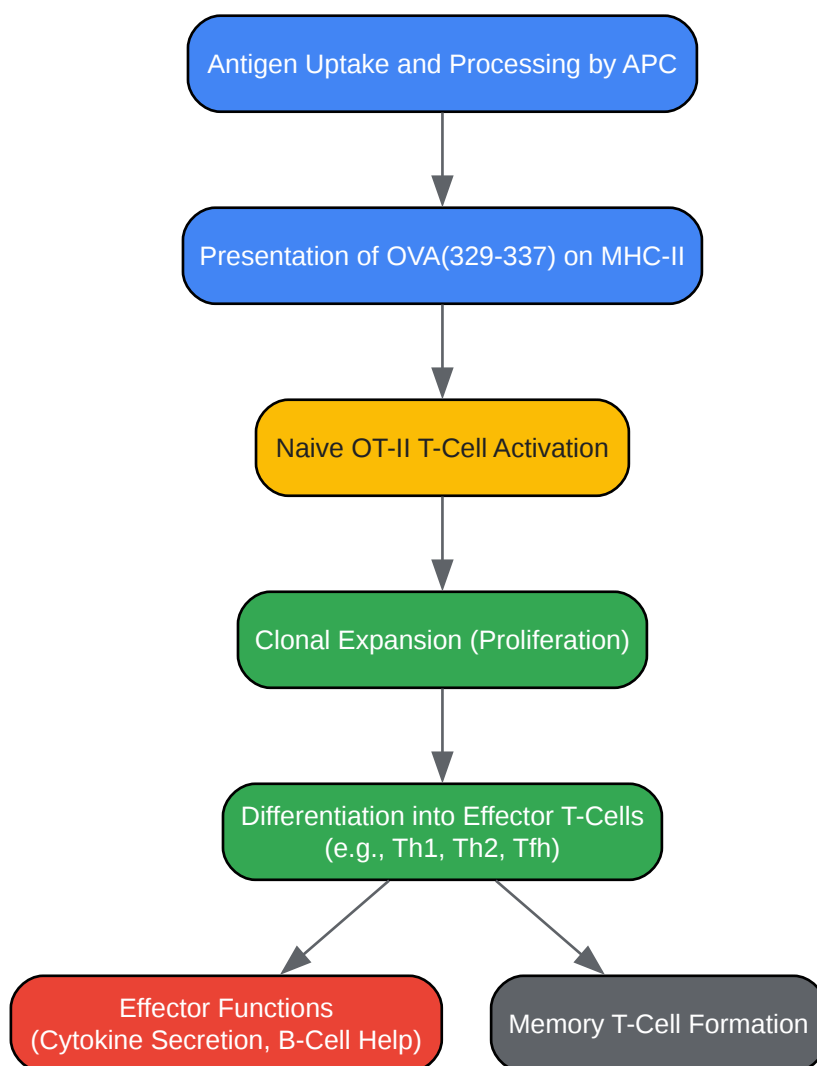 Antigen Uptake and Processing by APC
Presentation of OVA(329-337) on MHC-II
Naive OT-II T-Cell Activation
Clonal Expansion (Proliferation)
Differentiation into Effector T-Cells
(e.g., Th1, Th2, Tfh)
Effector Functions
(Cytokine Secretion, B-Cell Help)
Memory T-Cell Formation